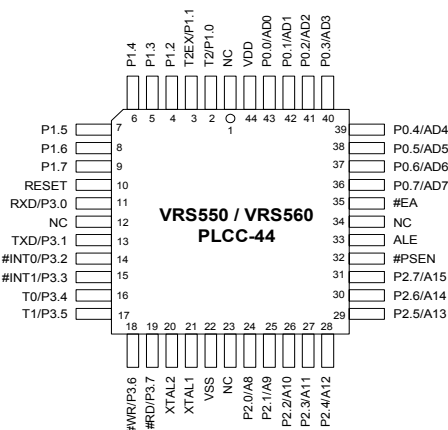 P1.4
P1.3
P1.2
T2EX/P1.1
T2/P1.0
NC
VDD
P0.0/AD0
P0.1/AD1
P0.2/AD2
P0.3/AD3
6 5 4 3 2 1 44 43 42 41 40
P1.5 7
P1.6 8
P1.7 9
RESET 10
RXD/P3.0 11
NC 12
TXD/P3.1 13
#INT0/P3.2 14
#INT1/P3.3 15
T0/P3.4 16
T1/P3.5 17
VRS550 / VRS560
PLCC-44
39 P0.4/AD4
38 P0.5/AD5
37 P0.6/AD6
36 P0.7/AD7
35 #EA
34 NC
33 ALE
32 #PSEN
31 P2.7/A15
30 P2.6/A14
29 P2.5/A13
18 19 20 21 22 23 24 25 26 27 28
#WR/P3.6
#RD/P3.7
XTAL2
XTAL1
VSS
NC
P2.0/A8
P2.1/A9
P2.2/A10
P2.3/A11
P2.4/A12